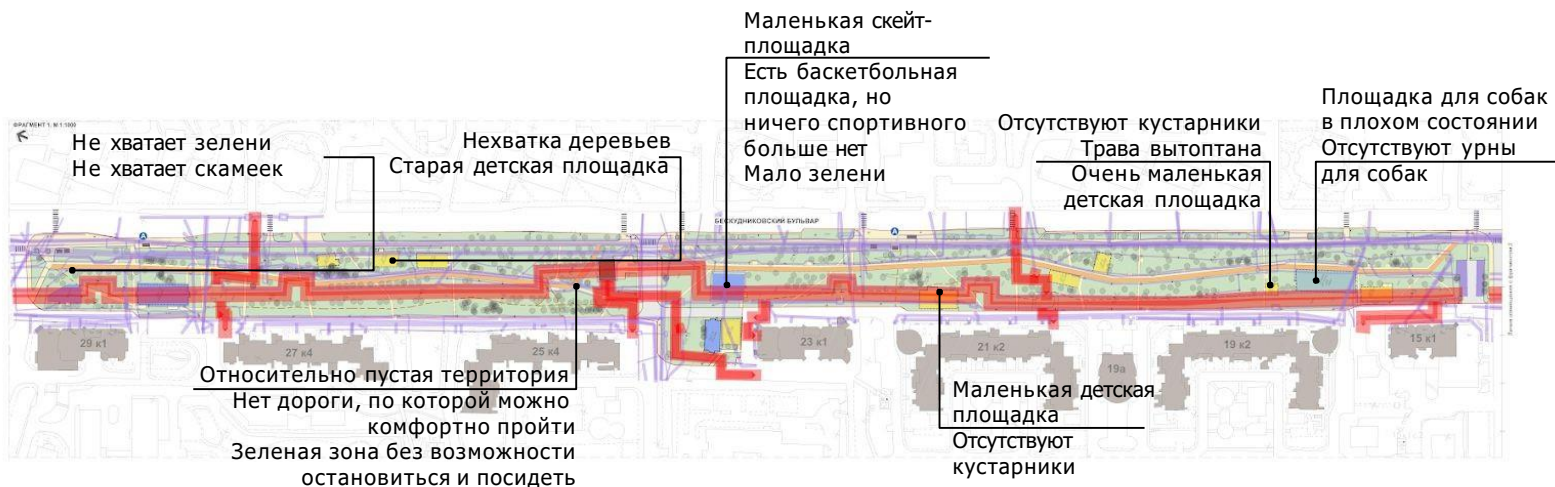 Маленькая скейт-
площадка
Есть баскетбольная
площадка, но
ничего спортивного
больше нет
Мало зелени
Площадка для собак
в плохом состоянии
Отсутствуют урны
для собак
Отсутствуют кустарники
Трава вытоптана
Очень маленькая
детская площадка
Нехватка деревьев
Старая детская площадка
ФРАГМЕНТ 1. М 1:1000
Не хватает зелени
Не хватает скамеек
БЕСКУДНИКОВСКИЙ БУЛЬВАР
А
А
29 к1
27 к4
25 к4
23 к1
21 к2
19а
19 к2
15 к1
Относительно пустая территория
Нет дороги, по которой можно
комфортно пройти
Зеленая зона без возможности
остановиться и посидеть
Маленькая детская
площадка
Отсутствуют
кустарники